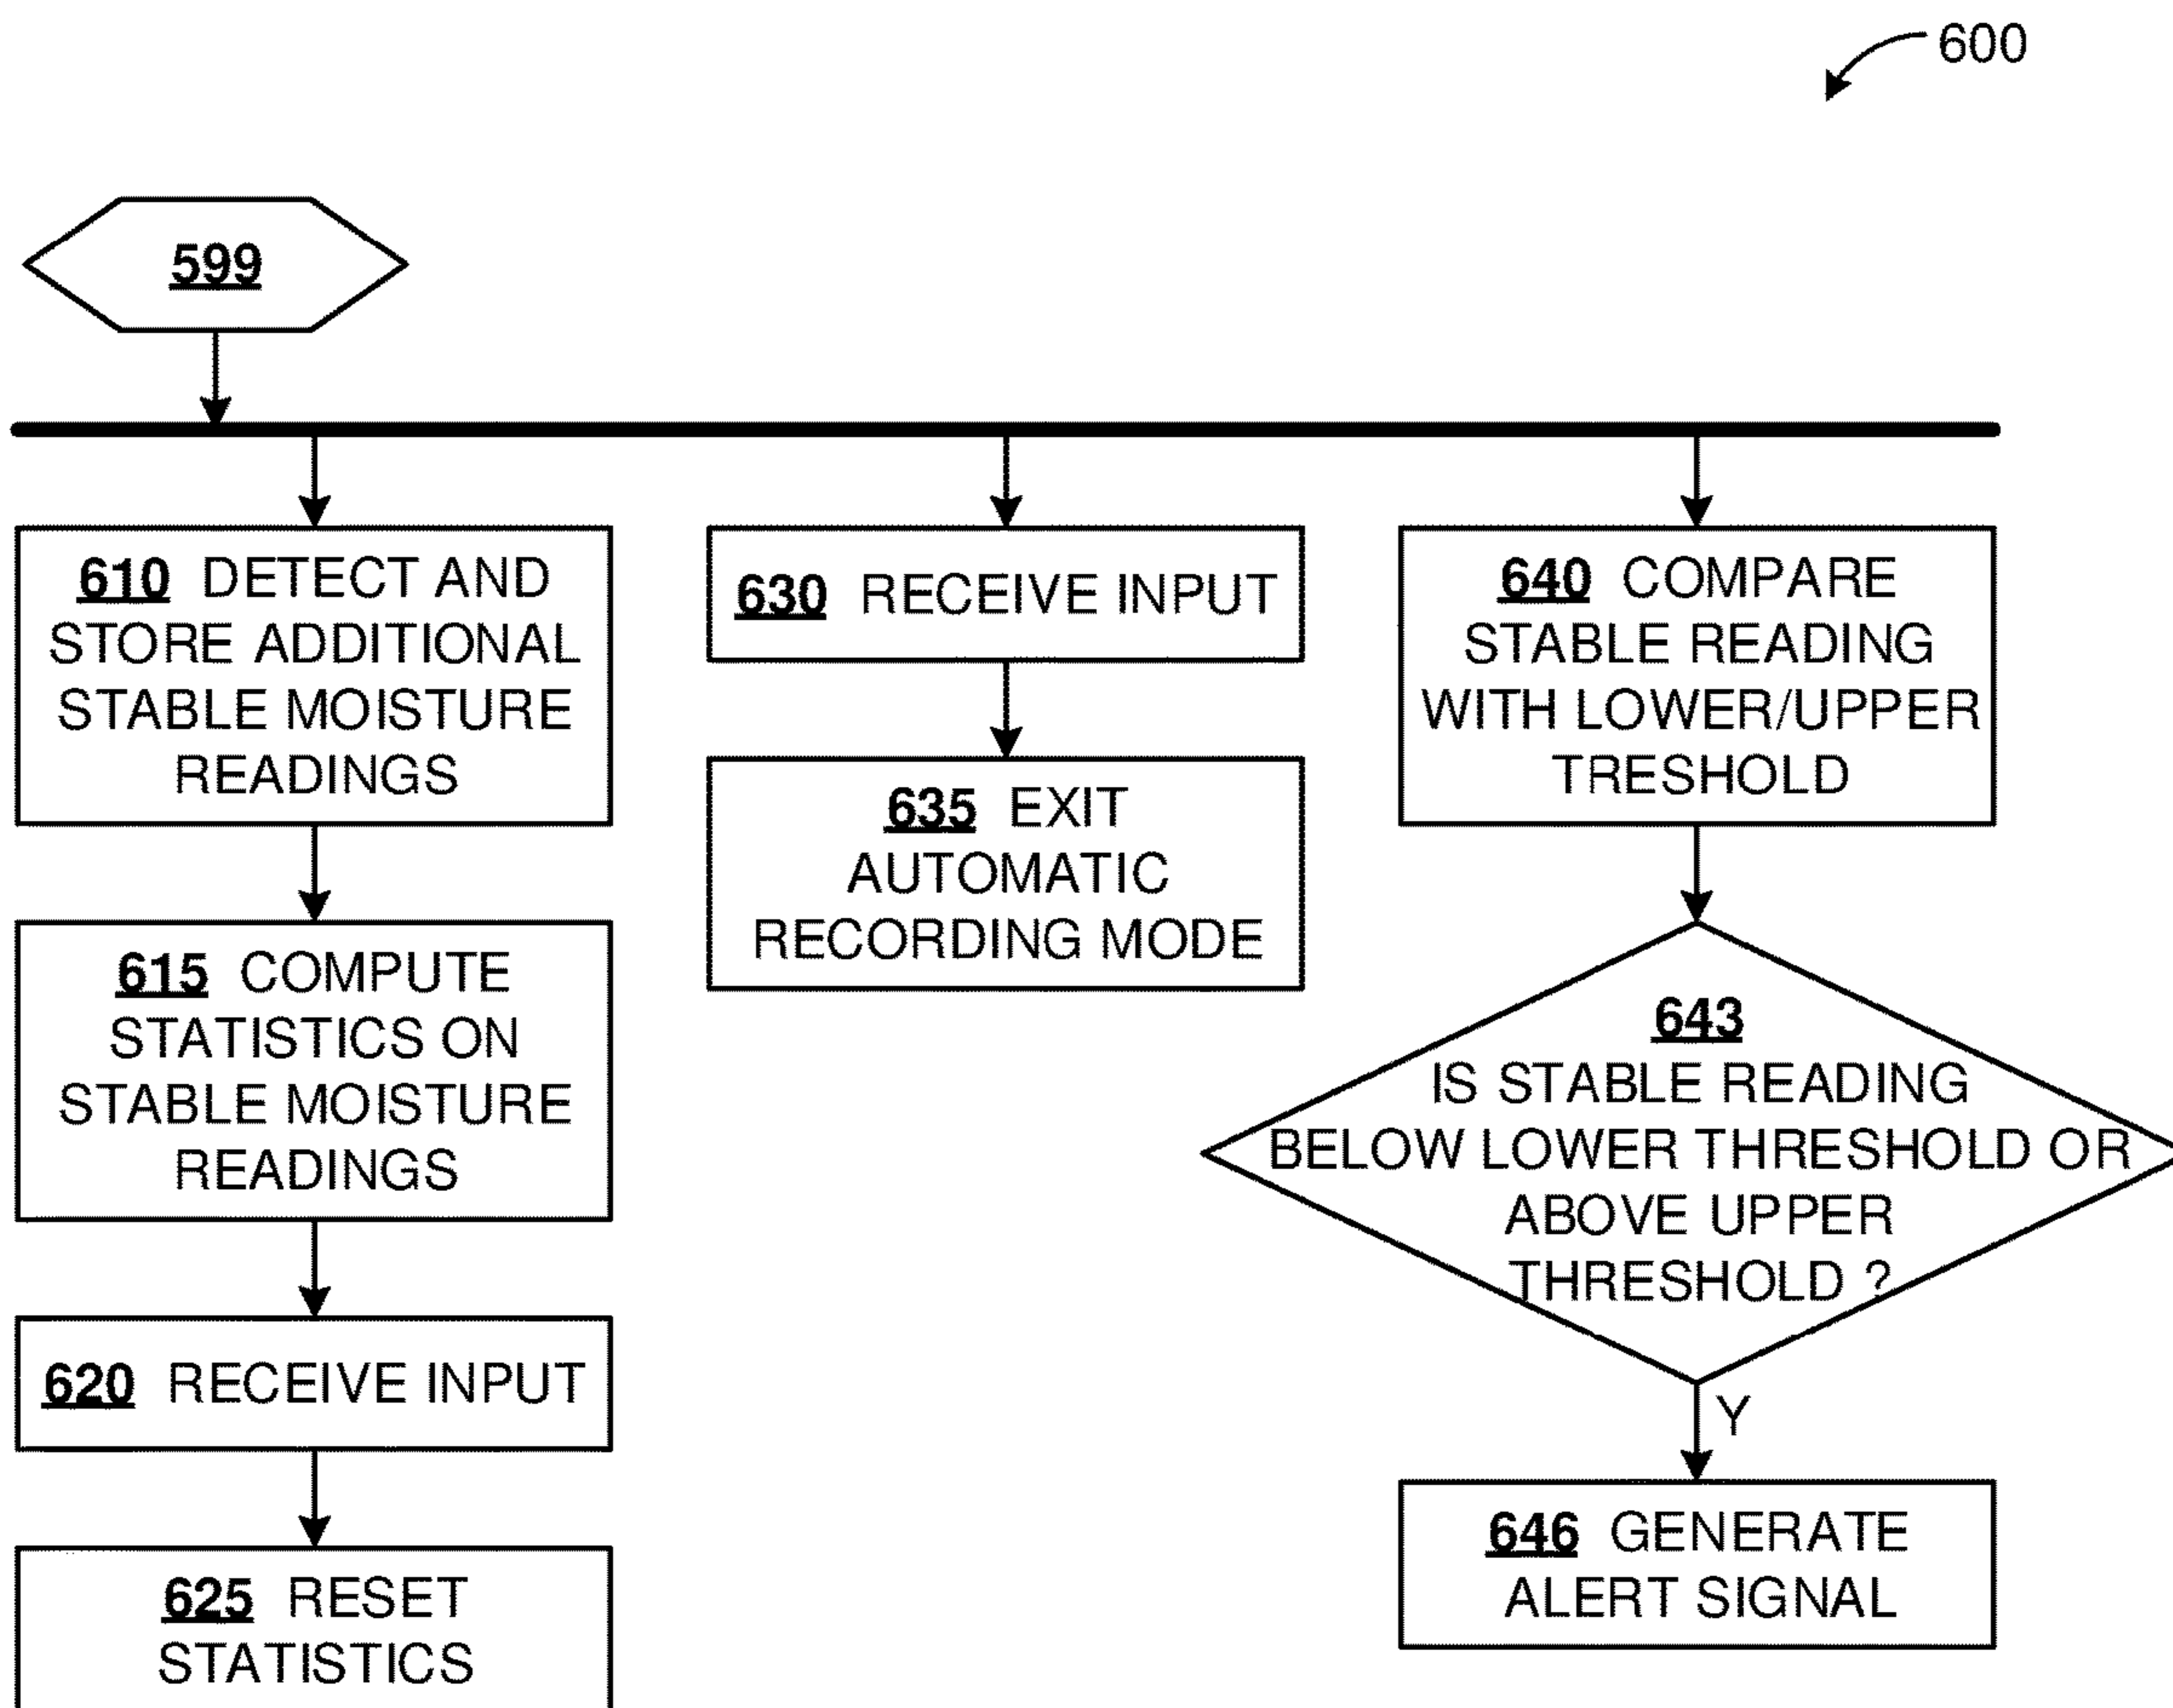 600
599
610 DETECT AND
STORE ADDITIONAL
STABLE MOISTURE
READINGS
615 COMPUTE
STATISTICS ON
STABLE MOISTURE
READINGS
620 RECEIVE INPUT
625 RESET
STATISTICS
630 RECEIVE INPUT
635 EXIT
AUTOMATIC
RECORDING MODE
640 COMPARE
STABLE READING
WITH LOWER/UPPER
TRESHOLD
643
IS STABLE READING
BELOW LOWER THRESHOLD OR
ABOVE UPPER
THRESHOLD ?
Y
646 GENERATE
ALERT SIGNAL